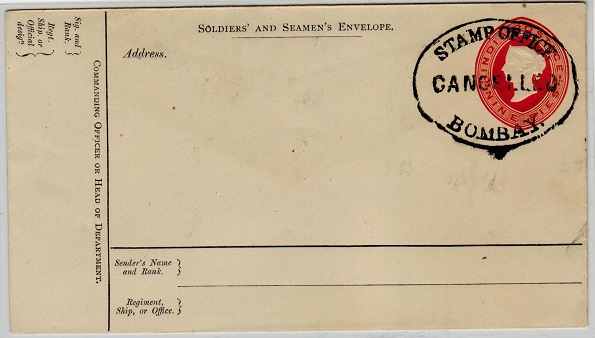 SOLDIERS' AND SEAMEN'S ENVELOPE.
Address.
STAMP OFFICE
CANCELLED
BOMBAY.
INDIA POSTAGE
NINE PIES
Sig. and
Rank.
Regt.
Ship, or
Official
desigⁿ
COMMANDING OFFICER OR HEAD OF DEPARTMENT.
Sender's Name
and Rank.
Regiment,
Ship, or Office.